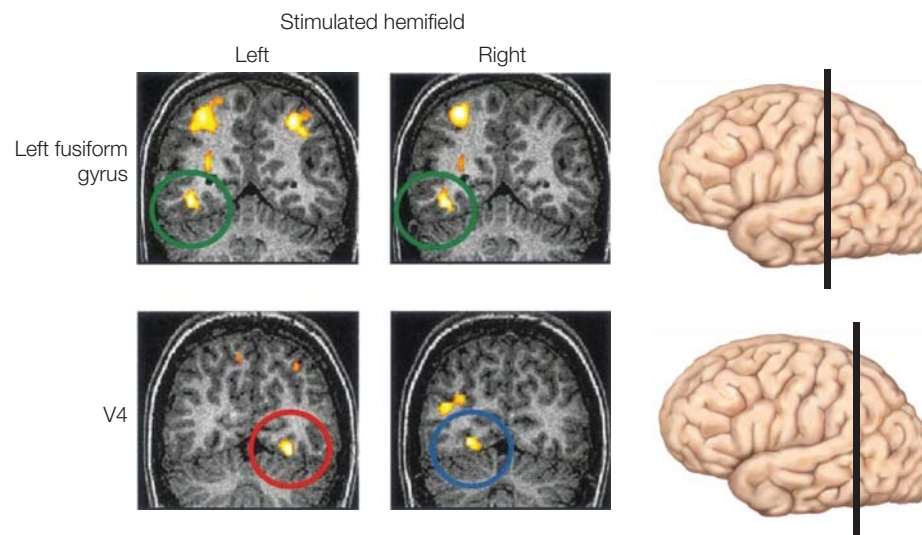 Stimulated hemifield
Left
Right
Left fusiform
gyrus
V4